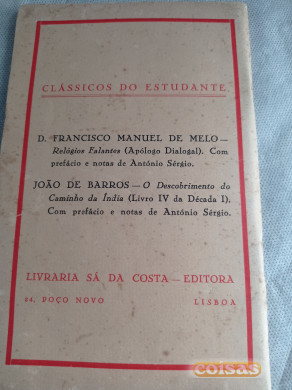 CLÁSSICOS DO ESTUDANTE
D. FRANCISCO MANUEL DE MELO —
Relógios Falantes (Apólogo Dialogal). Com
prefácio e notas de António Sérgio.
JOÃO DE BARROS — O Descobrimento do
Caminho da Índia (Livro IV da Década I).
Com prefácio e notas de António Sérgio.
LIVRARIA SÁ DA COSTA — EDITORA
24, POÇO NOVO LISBOA
coisas